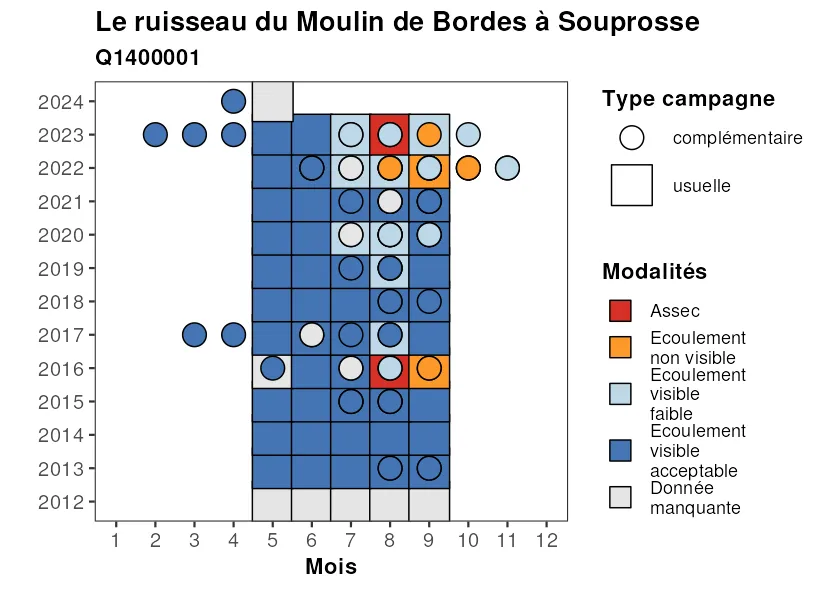 Le ruisseau du Moulin de Bordes à Souprosse
Q1400001
2024
2023
2022
2021
2020
2019
2018
2017
2016
2015
2014
2013
2012
1 2 3 4 5 6 7 8 9 10 11 12
Mois
Type campagne
complémentaire
usuelle
Modalités
Assec
Ecoulement
non visible
Ecoulement
visible
faible
Ecoulement
visible
acceptable
Donnée
manquante